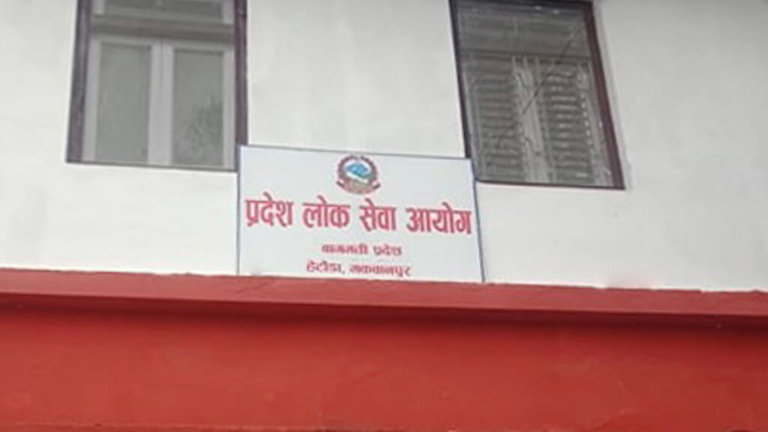 प्रदेश लोक सेवा आयोग
बागमती प्रदेश
हेटौंडा, मकवानपुर